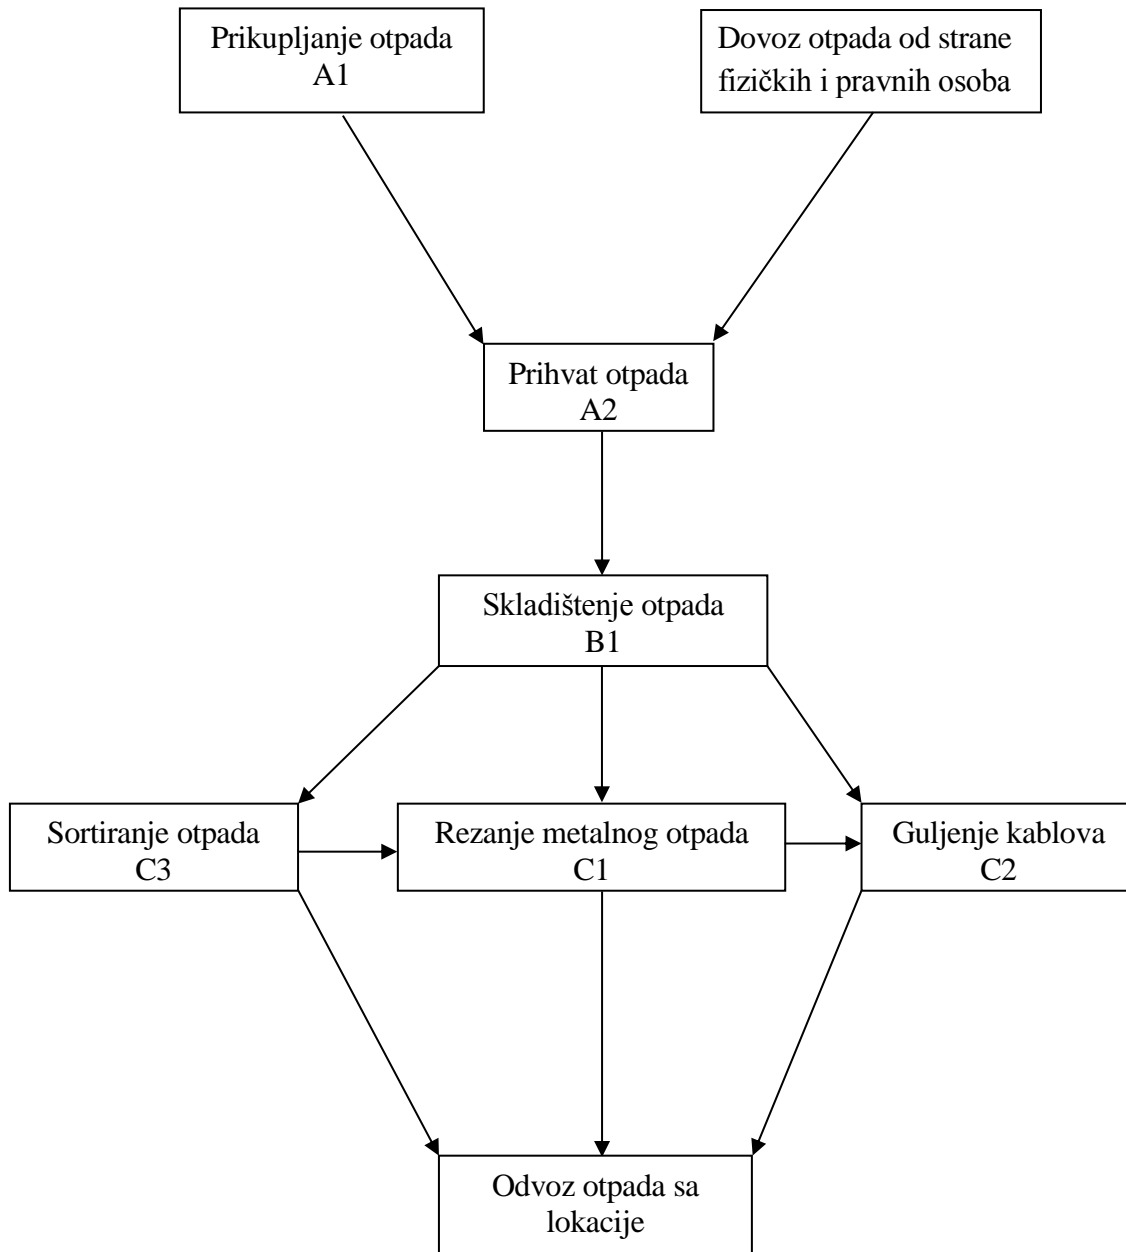 Prikupljanje otpada
A1
Dovoz otpada od strane
fizičkih i pravnih osoba
Prihvat otpada
A2
Skladištenje otpada
B1
Sortiranje otpada
C3
Rezanje metalnog otpada
C1
Guljenje kablova
C2
Odvoz otpada sa
lokacije